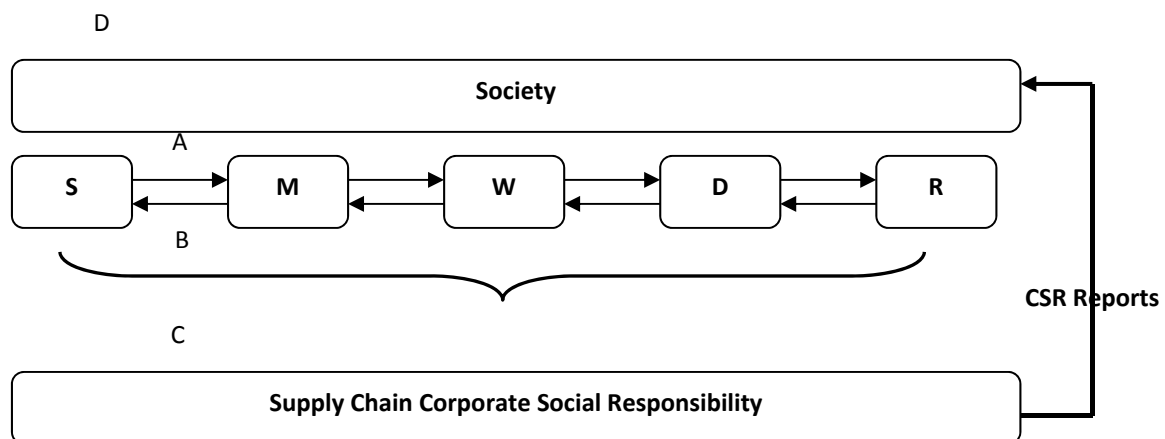 D
Society
A
S M W D R
B
CSR Reports
C
Supply Chain Corporate Social Responsibility